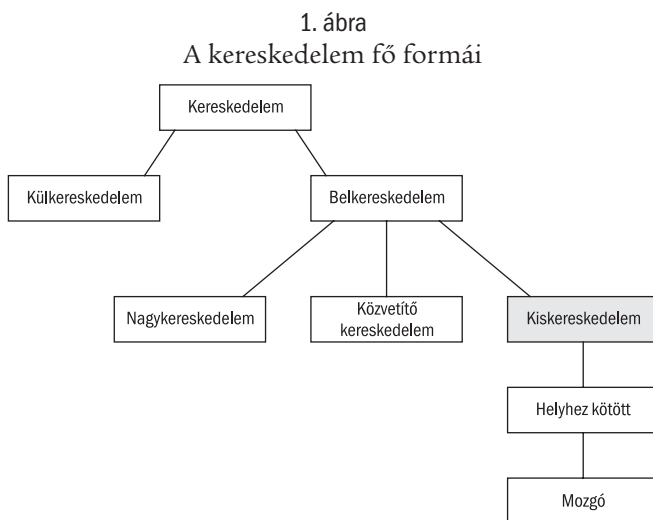 1. ábra
A kereskedelem fő formái
Kereskedelem
Külkereskedelem
Belkereskedelem
Nagykereskedelem
Közvetítő
kereskedelem
Kiskereskedelem
Helyhez kötött
Mozgó